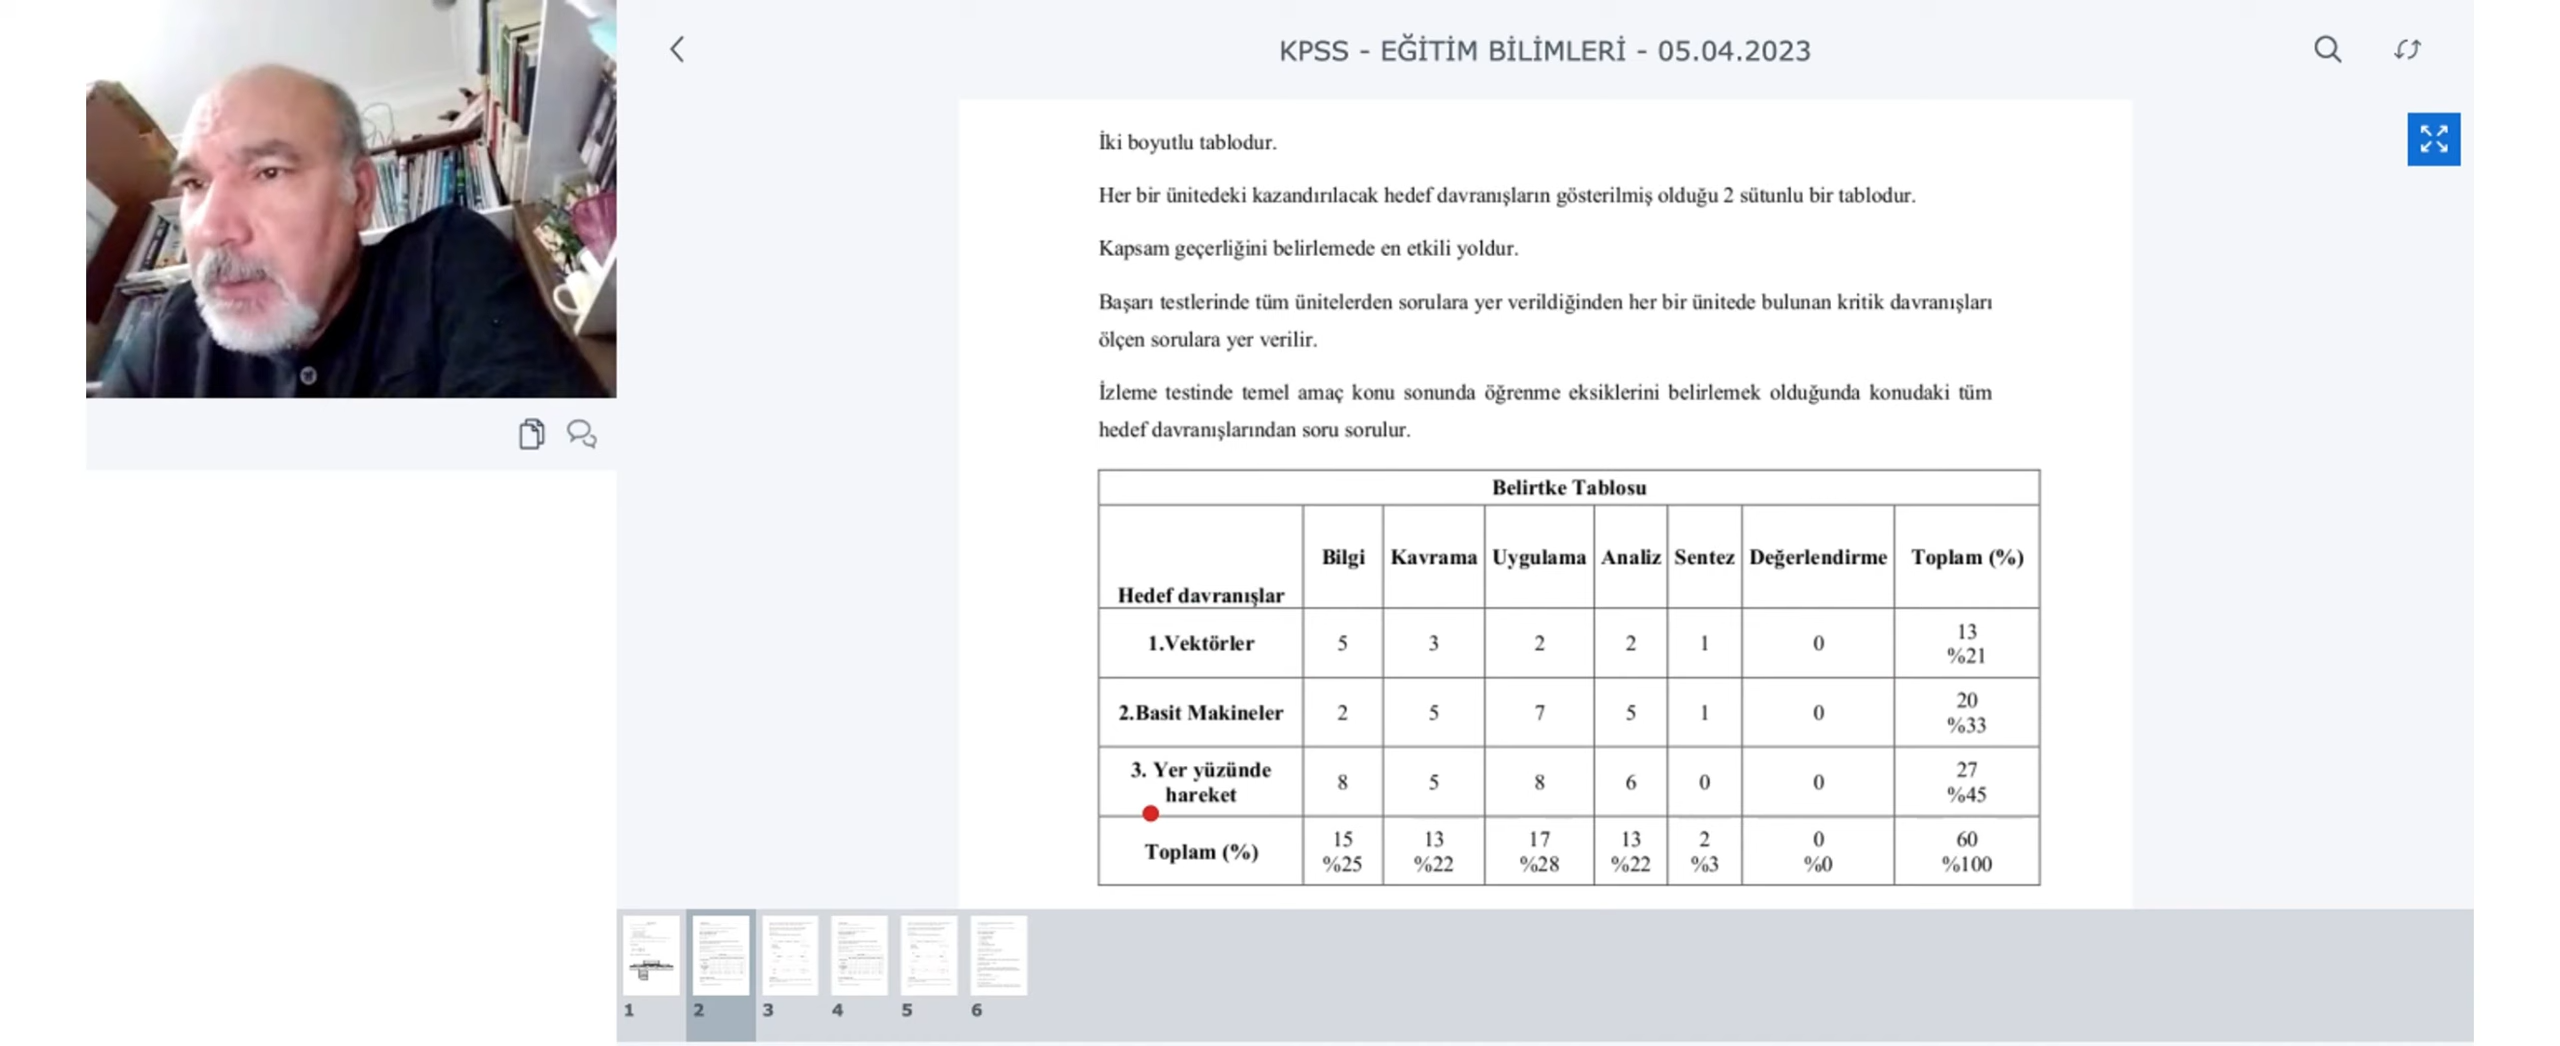 KPSS - EĞİTİM BİLİMLERİ - 05.04.2023
İki boyutlu tablodur.
Her bir ünitedeki kazandırılacak hedef davranışların gösterilmiş olduğu 2 sütunlu bir tablodur.
Kapsam geçerliğini belirlemede en etkili yoldur.
Başarı testlerinde tüm ünitelerden sorulara yer verildiğinden her bir ünitede bulunan kritik davranışları
ölçen sorulara yer verilir.
İzleme testinde temel amaç konu sonunda öğrenme eksiklerini belirlemek olduğunda konudaki tüm
hedef davranışlarından soru sorulur.
Belirtke Tablosu
Hedef davranışlar Bilgi Kavrama Uygulama Analiz Sentez Değerlendirme Toplam (%)
1.Vektörler 5 3 2 2 1 0 13
%21
2.Basit Makineler 2 5 7 5 1 0 20
%33
3. Yer yüzünde
hareket 8 5 8 6 0 0 27
%45
Toplam (%) 15 13 17 13 2 0 60
%25 %22 %28 %22 %3 %0 %100
1 2 3 4 5 6